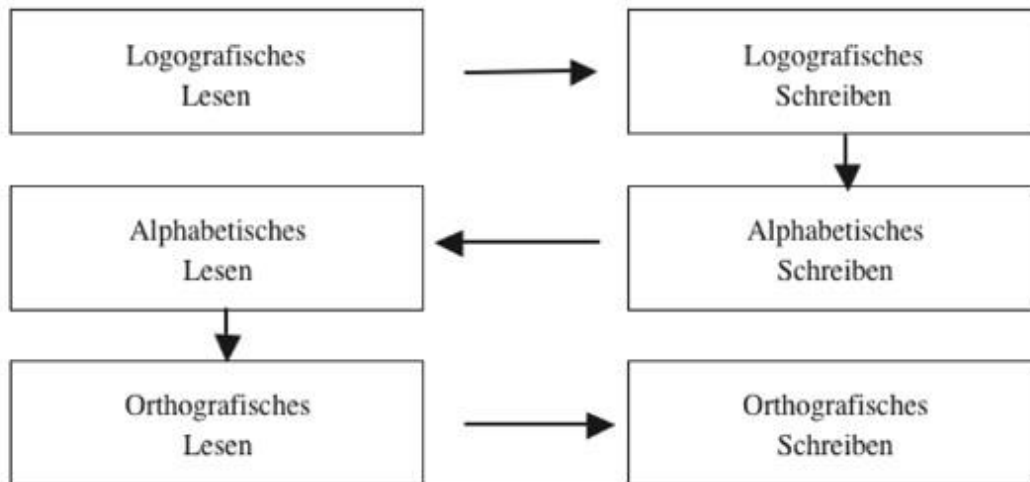 Logografisches
Lesen
Logografisches
Schreiben
Alphabetisches
Lesen
Alphabetisches
Schreiben
Orthografisches
Lesen
Orthografisches
Schreiben